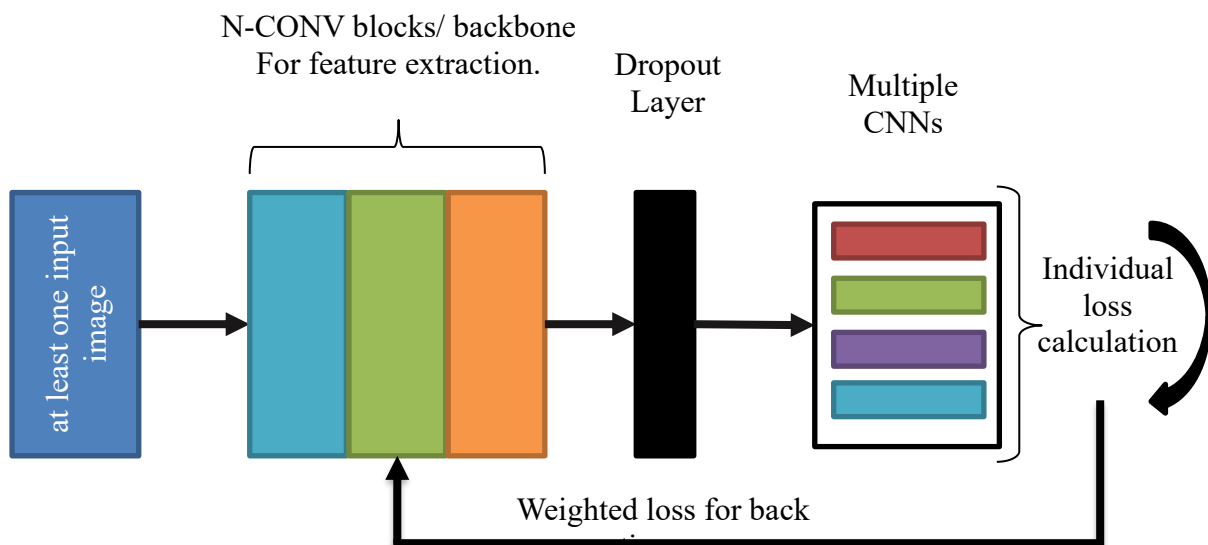 N-CONV blocks/ backbone
For feature extraction.
Dropout
Layer
Multiple
CNNs
at least one input
image
Individual
loss
calculation
Weighted loss for back